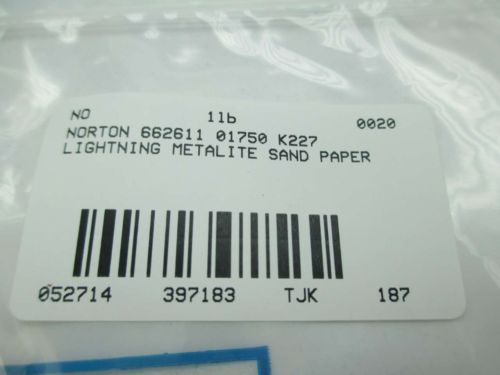 NO 11b 0020
NORTON 662611 01750 K227
LIGHTNING METALITE SAND PAPER
052714 397183 TJK 187